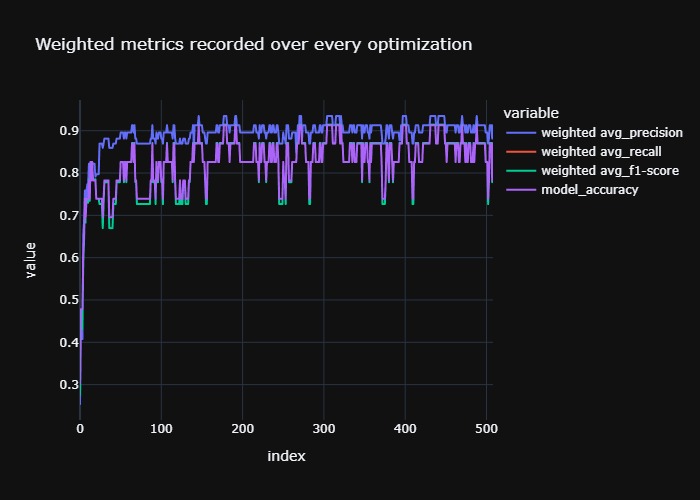 Weighted metrics recorded over every optimization
variable
weighted avg_precision
weighted avg_recall
weighted avg_f1-score
model_accuracy
value
0.9
0.8
0.7
0.6
0.5
0.4
0.3
0 100 200 300 400 500
index